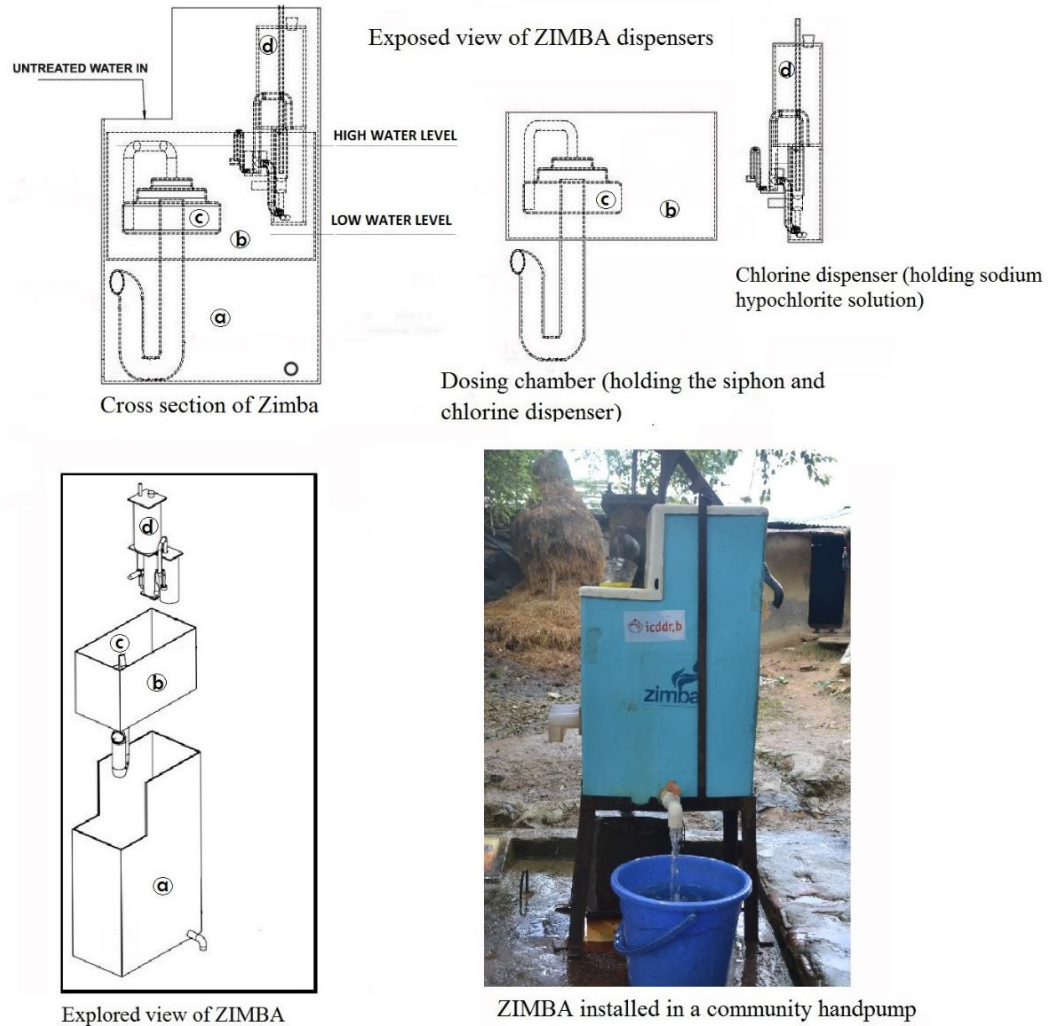 Exposed view of ZIMBA dispensers
UNTREATED WATER IN
HIGH WATER LEVEL
LOW WATER LEVEL
d
c
b
a
Cross section of Zimba
c
b
Dosing chamber (holding the siphon and
chlorine dispenser)
d
Chlorine dispenser (holding sodium
hypochlorite solution)
d
c
b
a
Explored view of ZIMBA
icddr,b
zimba
ZIMBA installed in a community handpump